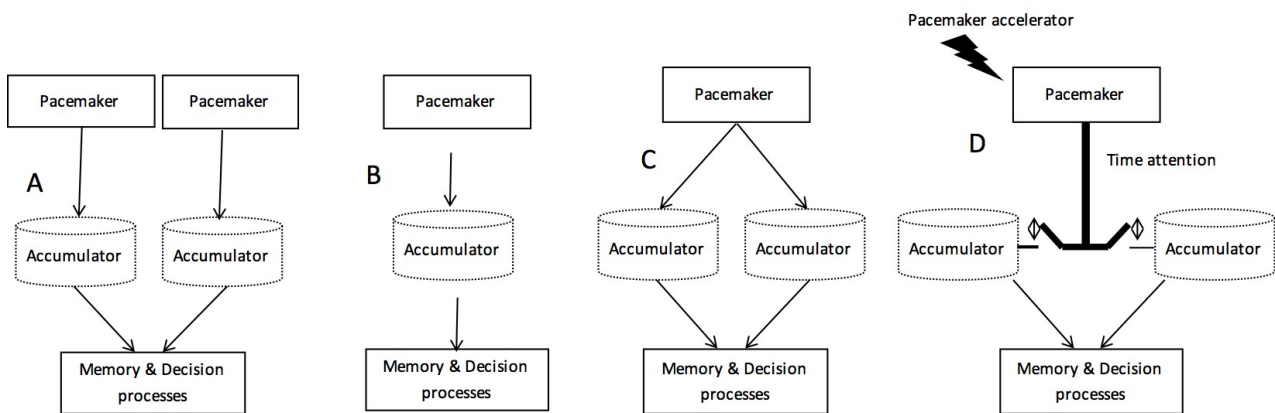 Pacemaker
Pacemaker
A
Accumulator
Accumulator
Memory & Decision
processes
Pacemaker
B
Accumulator
Memory & Decision
processes
Pacemaker
C
Accumulator
Accumulator
Memory & Decision
processes
Pacemaker accelerator
Pacemaker
D
Time attention
Accumulator
Accumulator
Memory & Decision
processes